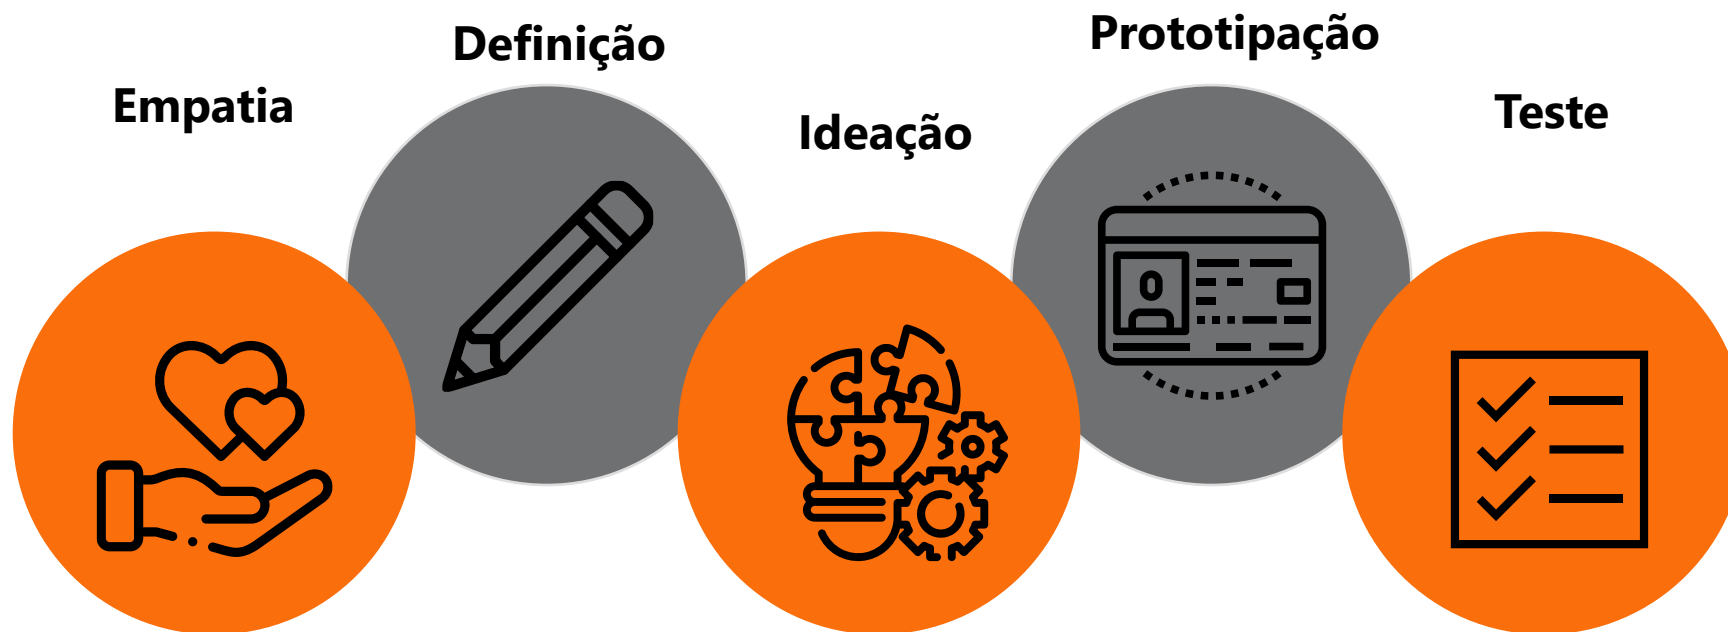 Empatia
Definição
Ideação
Prototipação
Teste